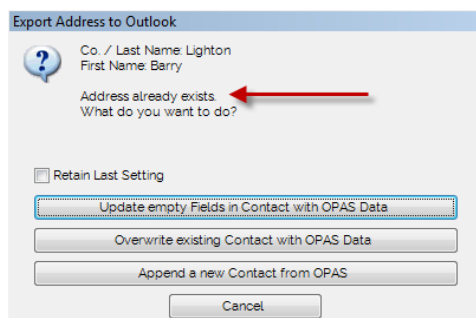 Export Address to Outlook
Co. / Last Name: Lighton
First Name: Barry
Address already exists.
What do you want to do?
Retain Last Setting
Update empty Fields in Contact with OPAS Data
Overwrite existing Contact with OPAS Data
Append a new Contact from OPAS
Cancel